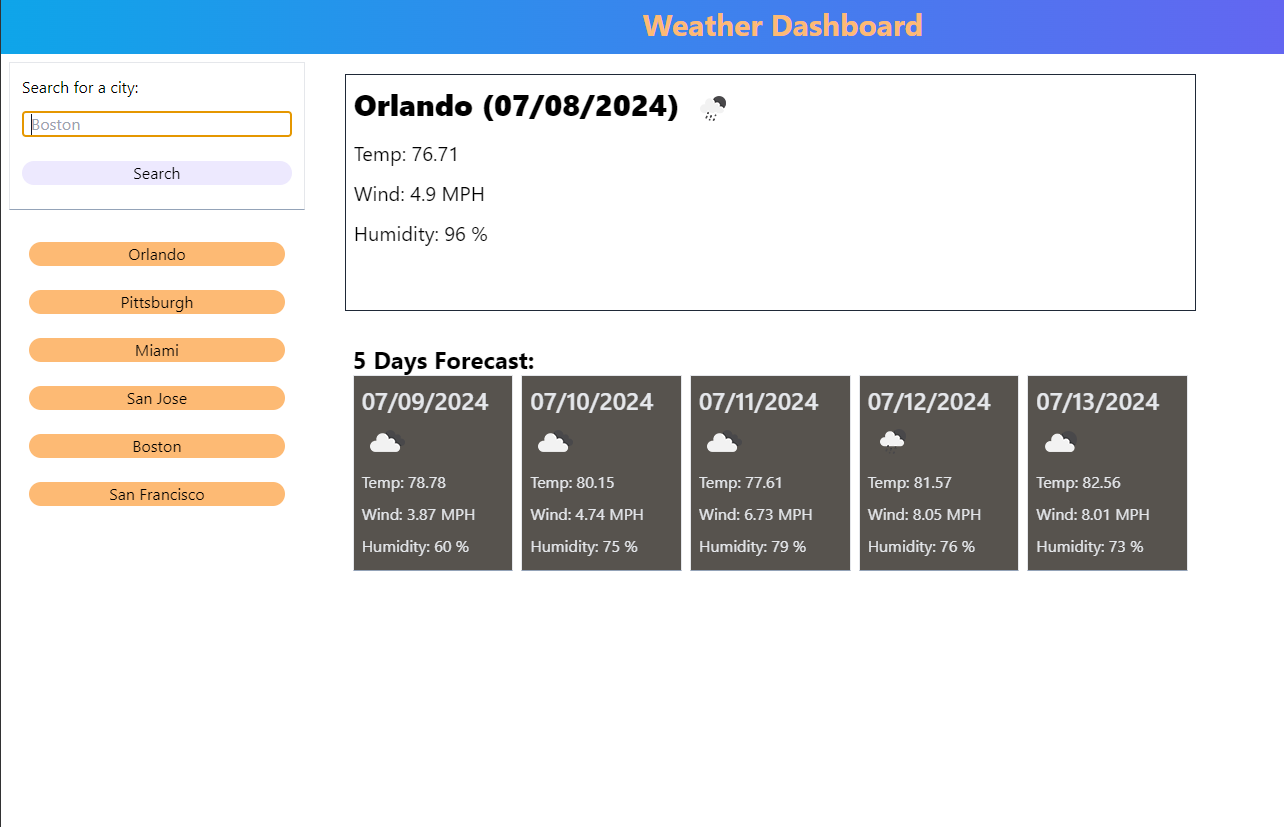 Weather Dashboard
Search for a city:
Boston
Search
Orlando
Pittsburgh
Miami
San Jose
Boston
San Francisco
Orlando (07/08/2024)
Temp: 76.71
Wind: 4.9 MPH
Humidity: 96 %
5 Days Forecast:
07/09/2024
Temp: 78.78
Wind: 3.87 MPH
Humidity: 60 %
07/10/2024
Temp: 80.15
Wind: 4.74 MPH
Humidity: 75 %
07/11/2024
Temp: 77.61
Wind: 6.73 MPH
Humidity: 79 %
07/12/2024
Temp: 81.57
Wind: 8.05 MPH
Humidity: 76 %
07/13/2024
Temp: 82.56
Wind: 8.01 MPH
Humidity: 73 %